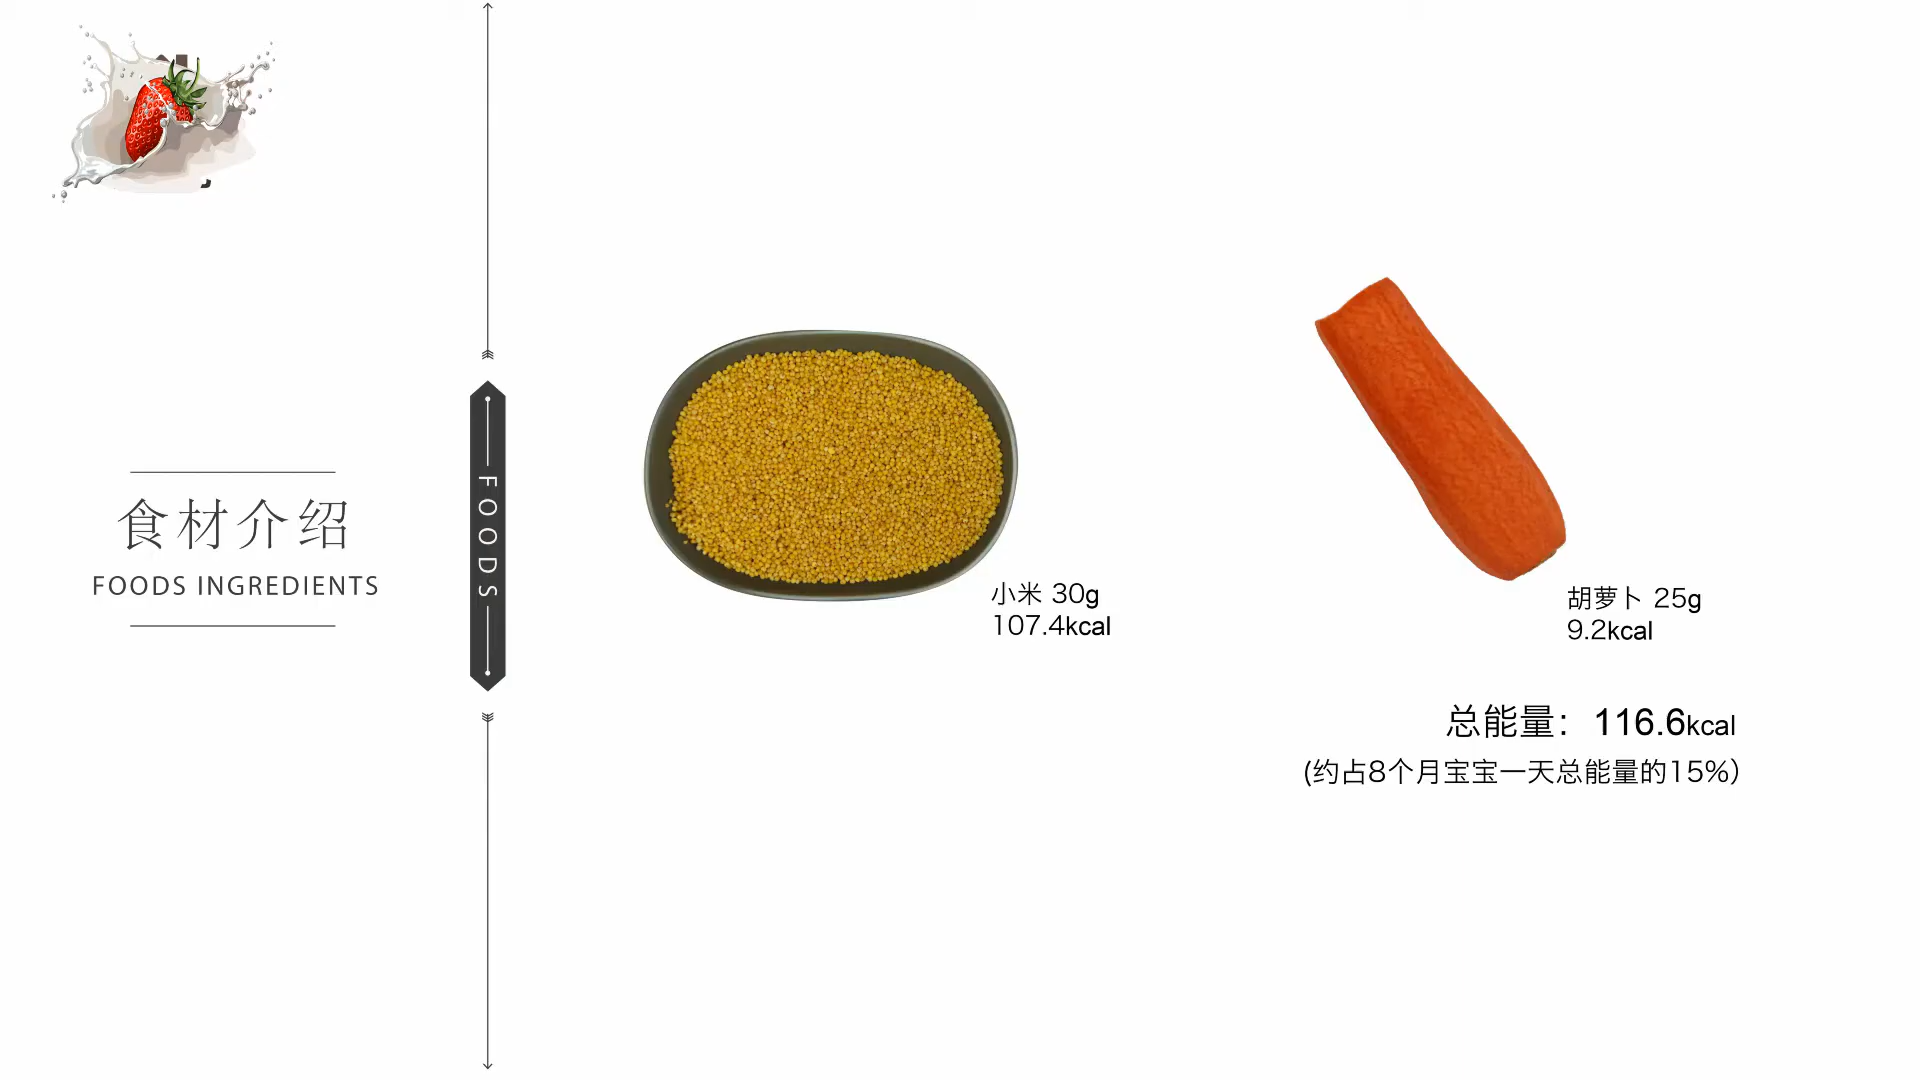 食材介绍
FOODS INGREDIENTS
FOODS
小米 30g
107.4kcal
胡萝卜 25g
9.2kcal
总能量：116.6kcal
(约占8个月宝宝一天总能量的15%）